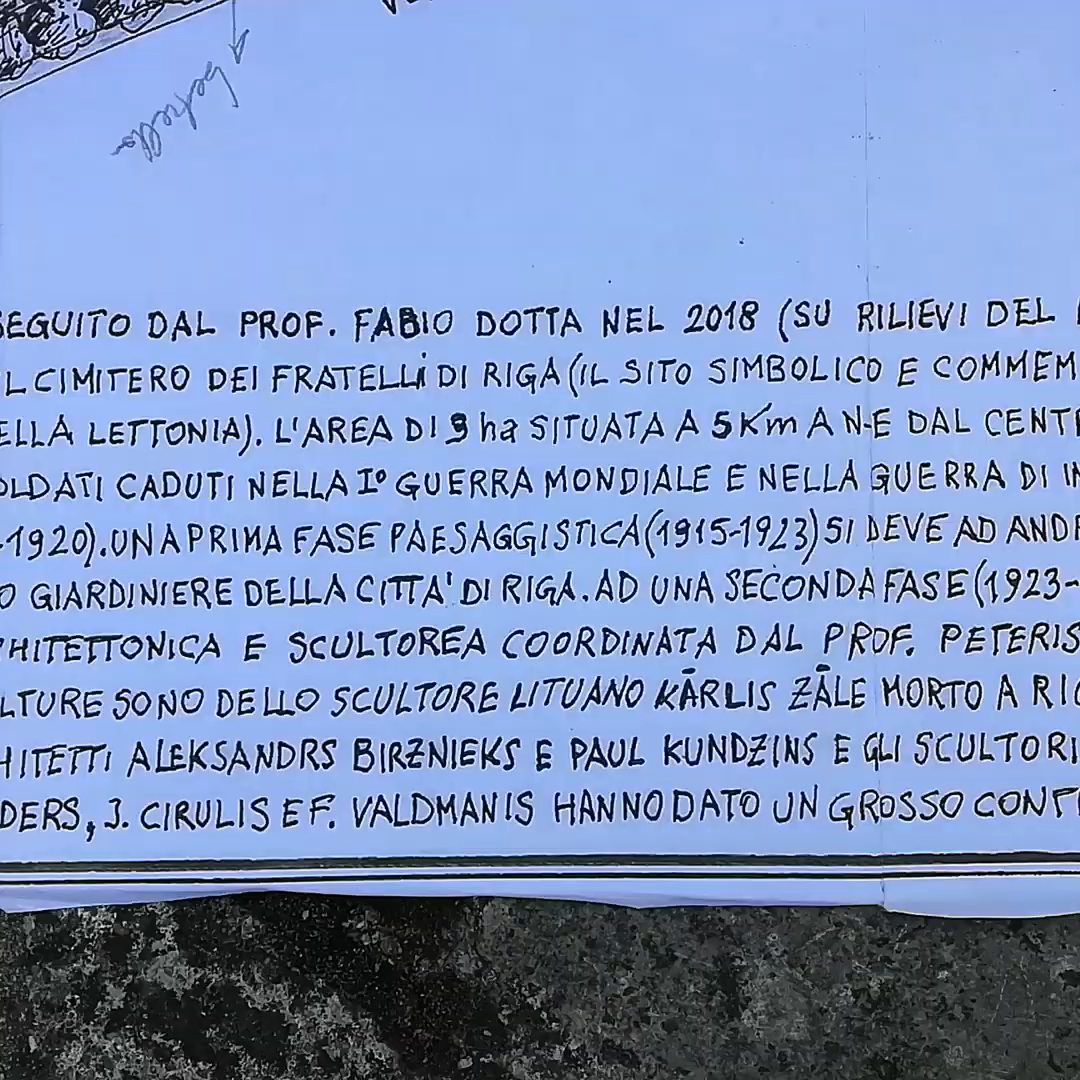 SEGUITO DAL PROF. FABIO DOTTA NEL 2018 (SU RILIEVI DEL
L CIMITERO DEI FRATELLI DI RIGA (IL SITO SIMBOLICO E COMMEM
ELLA LETTONIA). L'AREA DI 9 ha SITUATA A 5 Km A N-E DAL CENT
OLDATI CADUTI NELLA I° GUERRA MONDIALE E NELLA GUERRA DI IN
-1920). UNA PRIMA FASE PAESAGGISTICA (1915-1923) SI DEVE AD AND
O GIARDINIERE DELLA CITTA' DI RIGA. AD UNA SECONDA FASE (1923-
HITETTONICA E SCULTOREA COORDINATA DAL PROF. PETERIS
LTURE SONO DELLO SCULTORE LITUANO KĀRLIS ZĀLE MORTO A RIG
HITETTI ALEKSANDRS BIRZNIEKS E PAUL KUNDZINS E GLI SCULTORI
DERS, J. CIRULIS E F. VALDMANIS HANNO DATO UN GROSSO CONT